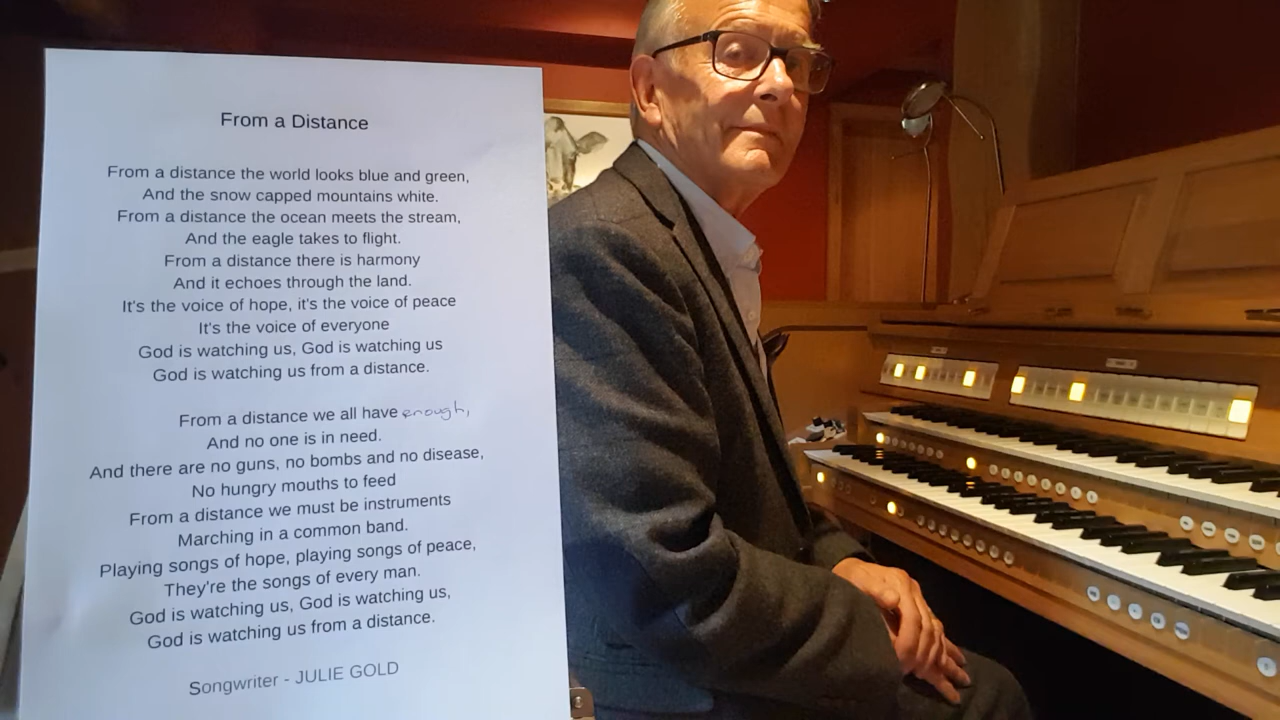 From a Distance
From a distance the world looks blue and green,
And the snow capped mountains white.
From a distance the ocean meets the stream,
And the eagle takes to flight.
From a distance there is harmony
And it echoes through the land.
It's the voice of hope, it's the voice of peace
It's the voice of everyone
God is watching us, God is watching us
God is watching us from a distance.
From a distance we all have enough,
And no one is in need.
And there are no guns, no bombs and no disease,
No hungry mouths to feed
From a distance we must be instruments
Marching in a common band.
Playing songs of hope, playing songs of peace,
They're the songs of every man.
God is watching us, God is watching us,
God is watching us from a distance.
Songwriter - JULIE GOLD